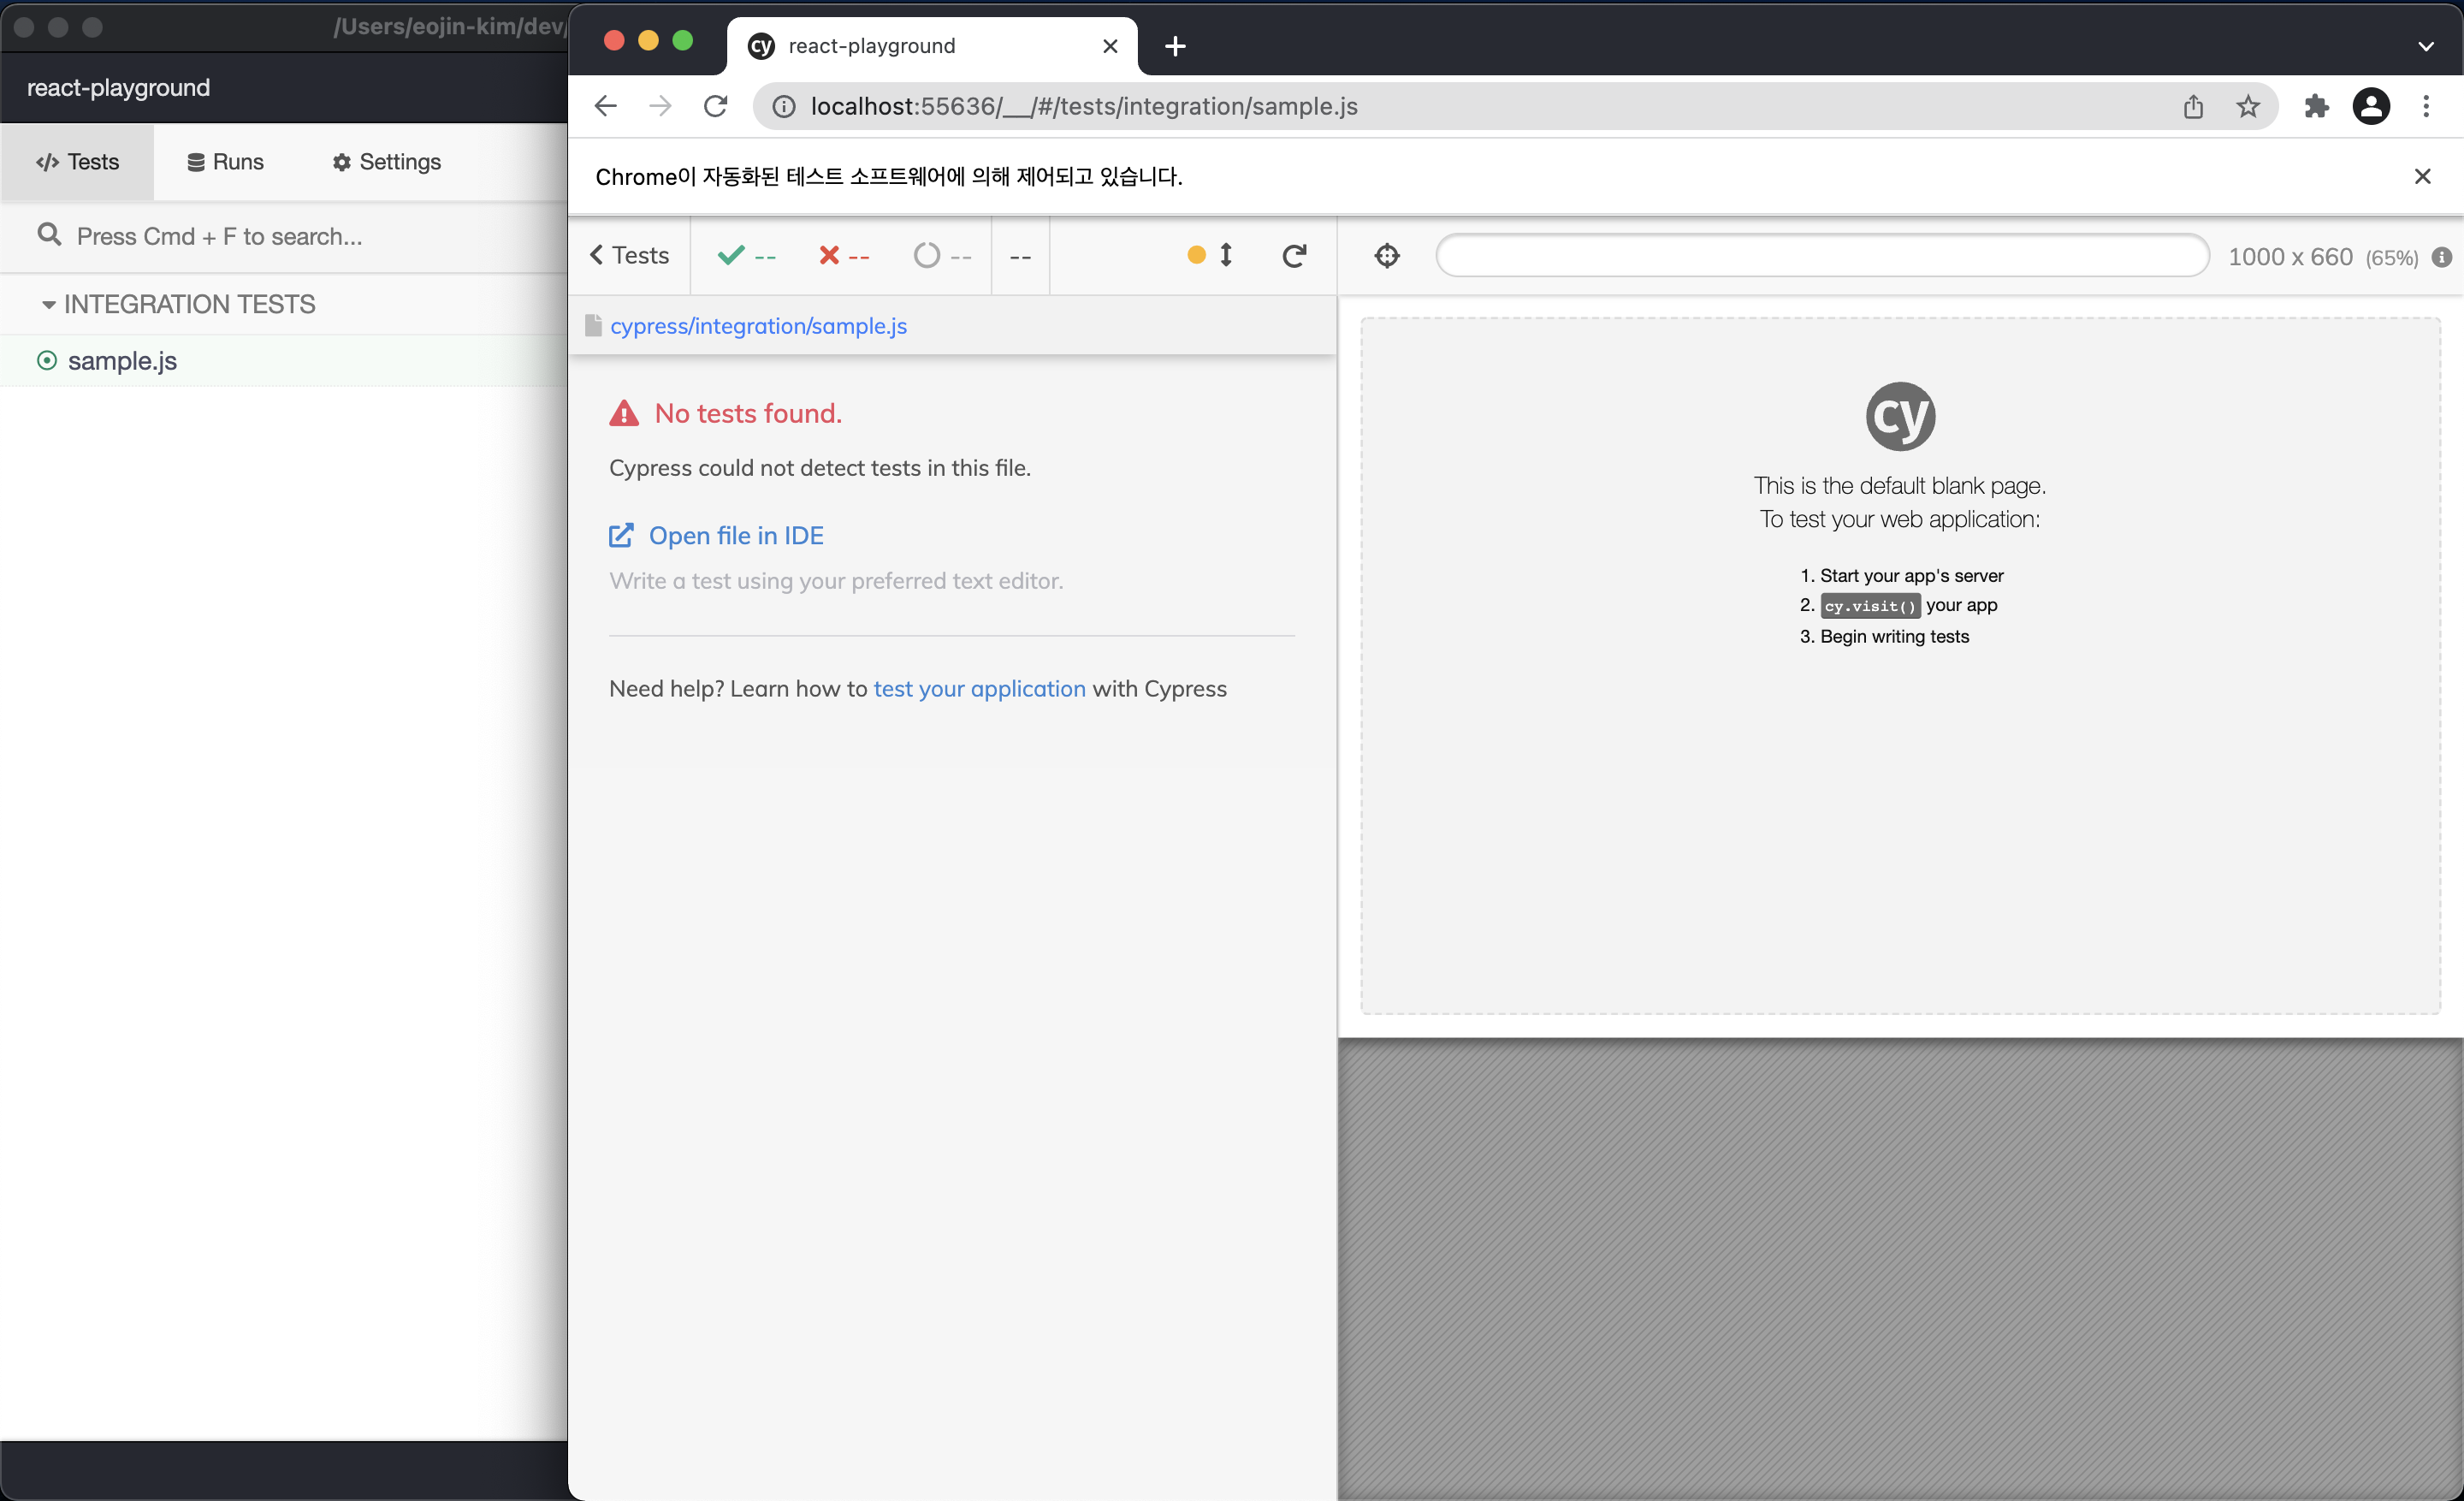 /Users/eojin-kim/dev/
react-playground
Tests
Runs
Settings
Press Cmd + F to search...
INTEGRATION TESTS
sample.js
cy react-playground
localhost:55636/__/#/tests/integration/sample.js
Chrome이 자동화된 테스트 소프트웨어에 의해 제어되고 있습니다.
Tests -- -- -- --
1000 x 660 (65%)
cypress/integration/sample.js
No tests found.
Cypress could not detect tests in this file.
Open file in IDE
Write a test using your preferred text editor.
Need help? Learn how to test your application with Cypress
cy
This is the default blank page.
To test your web application:
1. Start your app's server
2. cy.visit() your app
3. Begin writing tests